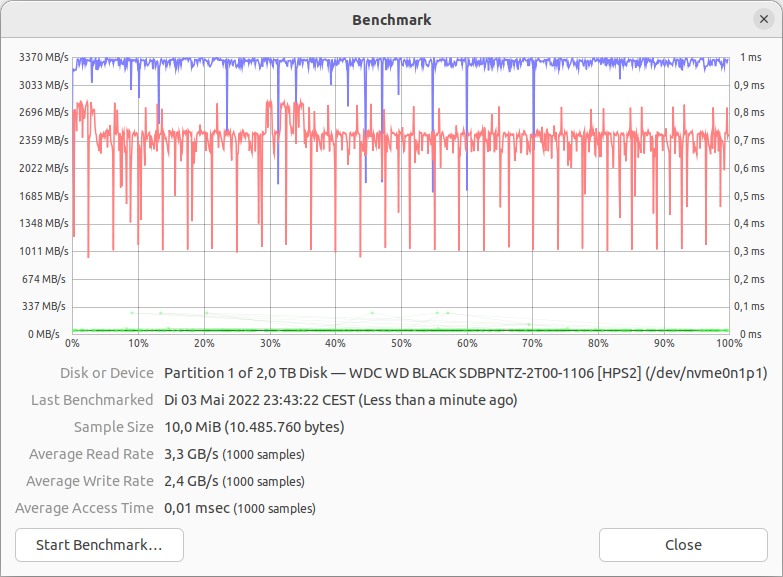 Benchmark
3370 MB/s
3033 MB/s
2696 MB/s
2359 MB/s
2022 MB/s
1685 MB/s
1348 MB/s
1011 MB/s
674 MB/s
337 MB/s
0 MB/s
1 ms
0,9 ms
0,8 ms
0,7 ms
0,6 ms
0,5 ms
0,4 ms
0,3 ms
0,2 ms
0,1 ms
0 ms
0% 10% 20% 30% 40% 50% 60% 70% 80% 90% 100%
Disk or Device Partition 1 of 2,0 TB Disk — WDC WD BLACK SDBPNTZ-2T00-1106 [HPS2] (/dev/nvme0n1p1)
Last Benchmarked Di 03 Mai 2022 23:43:22 CEST (Less than a minute ago)
Sample Size 10,0 MiB (10.485.760 bytes)
Average Read Rate 3,3 GB/s (1000 samples)
Average Write Rate 2,4 GB/s (1000 samples)
Average Access Time 0,01 msec (1000 samples)
Start Benchmark… Close